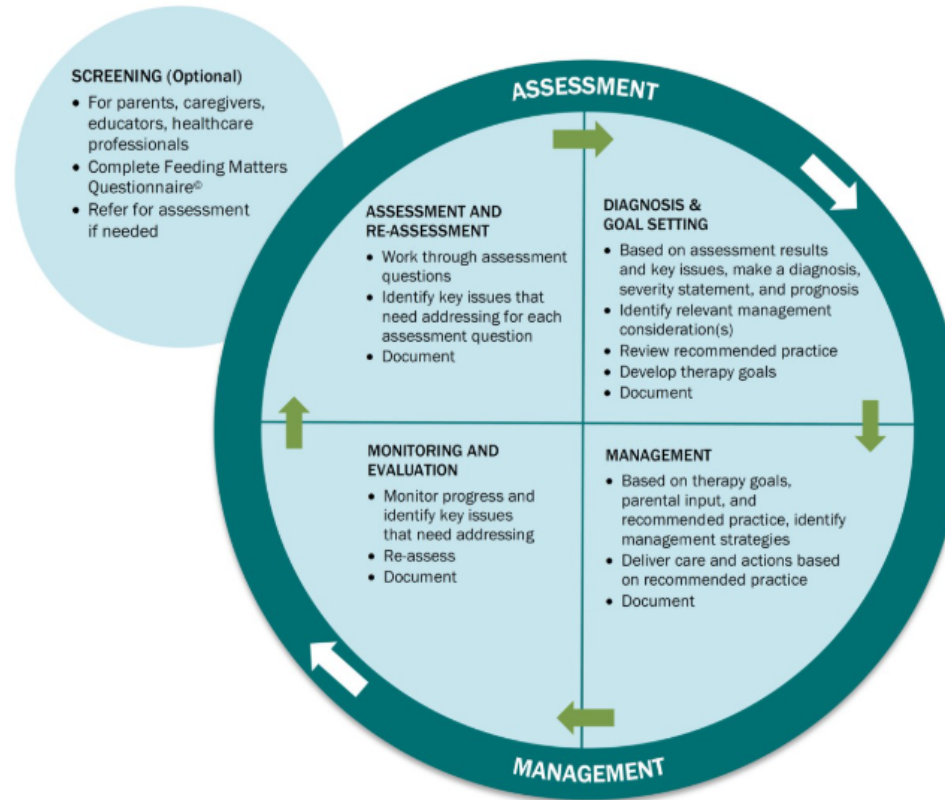 SCREENING (Optional)
• For parents, caregivers,
educators, healthcare
professionals
• Complete Feeding Matters
Questionnaire©
• Refer for assessment
if needed
ASSESSMENT
ASSESSMENT AND
RE-ASSESSMENT
• Work through assessment
questions
• Identify key issues that
need addressing for each
assessment question
• Document
DIAGNOSIS &
GOAL SETTING
• Based on assessment results
and key issues, make a diagnosis,
severity statement, and prognosis
• Identify relevant management
consideration(s)
• Review recommended practice
• Develop therapy goals
• Document
MONITORING AND
EVALUATION
• Monitor progress and
identify key issues
that need addressing
• Re-assess
• Document
MANAGEMENT
• Based on therapy goals,
parental input, and
recommended practice, identify
management strategies
• Deliver care and actions based
on recommended practice
• Document
MANAGEMENT